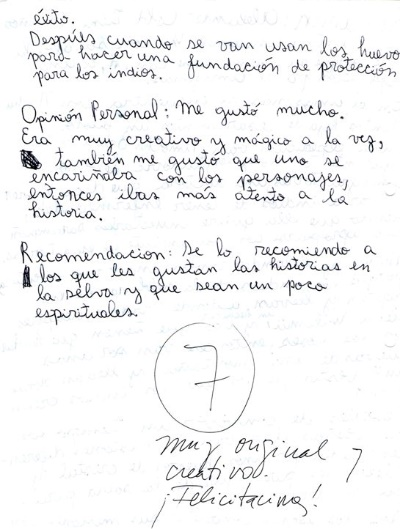 éxito.
Despúes cuando se van usan los huevo
para hacer una fundación de protección
para los indios.
Opinión Personal: Me gustó mucho.
Era muy creativo y mágico a la vez,
también me gustó que uno se
encariñaba con los personajes,
entonces ibas más atento a la
historia.
Recomendacion: Se lo recomiendo a
los que les gustan las historias en
la selva y que sean un poco
espirituales.
7
muy original y
creativo.
¡Felicitaciones!